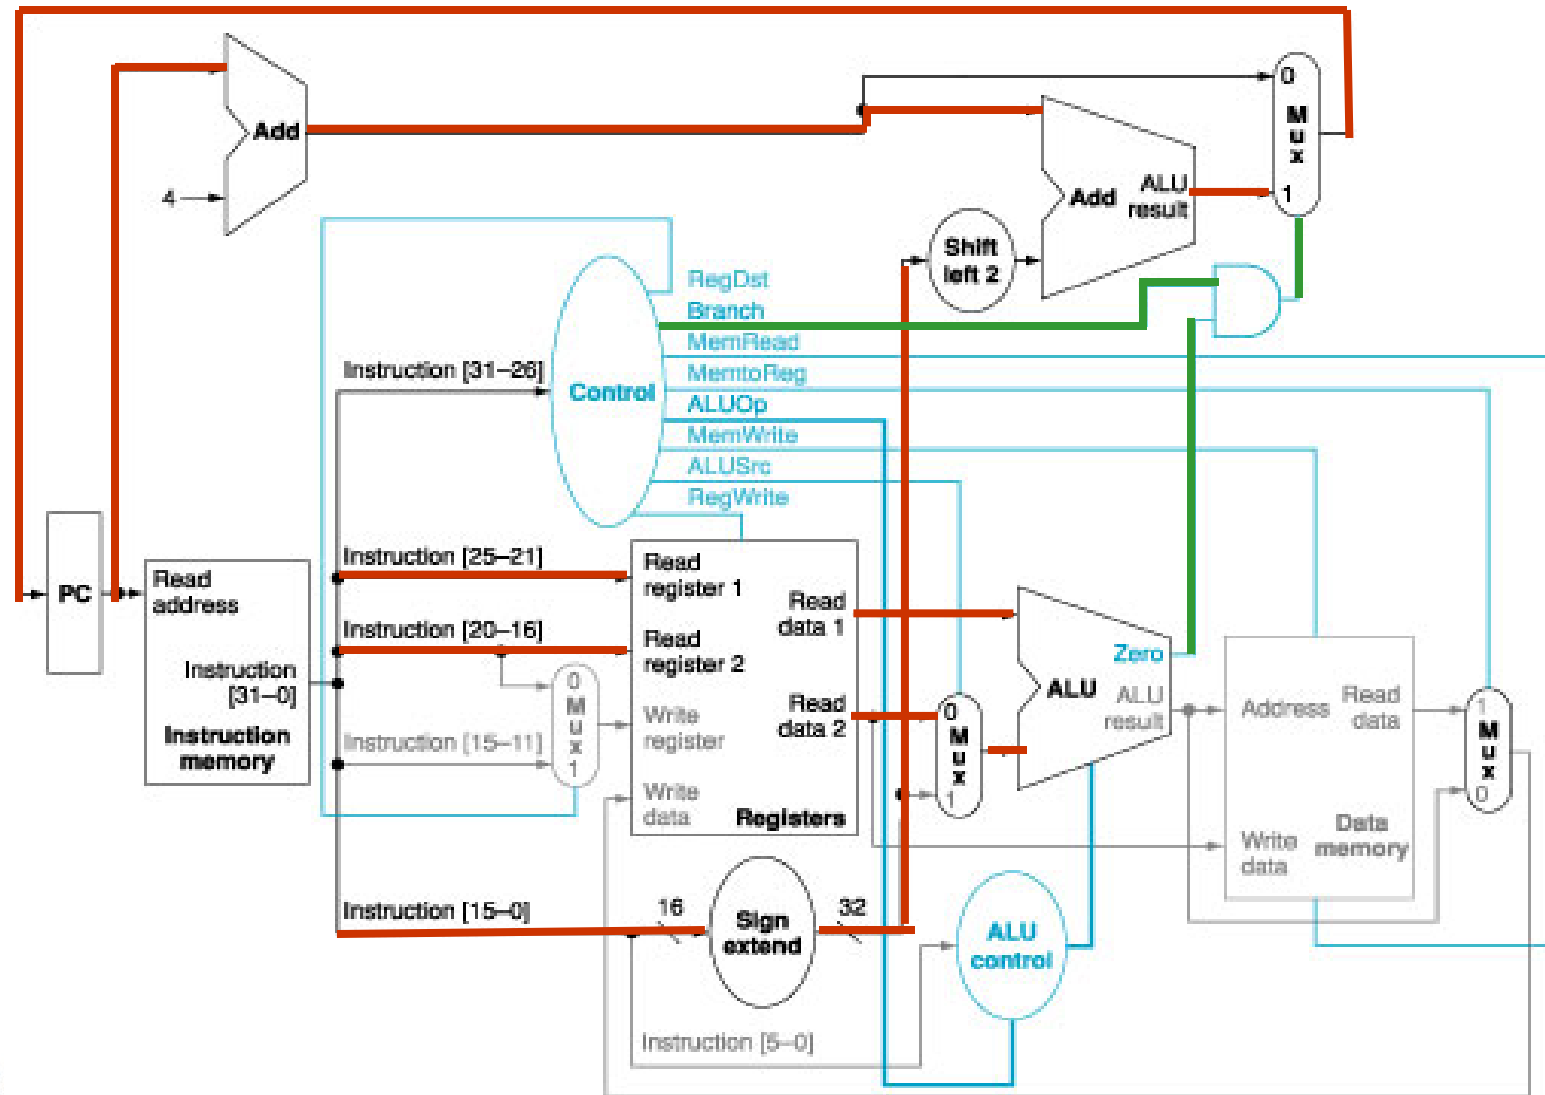 0
M
u
x
1
Add
4
Add
ALU
result
Shift
left 2
RegDst
Branch
MemRead
MemtoReg
ALUOp
MemWrite
ALUSrc
RegWrite
Control
Instruction [31–26]
PC
Read
address
Instruction
[31–0]
Instruction
memory
Instruction [25–21]
Instruction [20–16]
Instruction [15–11]
0
M
u
x
1
Read
register 1
Read
register 2
Write
register
Write
data
Read
data 1
Read
data 2
Registers
0
M
u
x
1
Zero
ALU
ALU
result
Address
Read
data
Write
data
Data
memory
1
M
u
x
0
Instruction [15–0]
16
Sign
extend
32
ALU
control
Instruction [5–0]